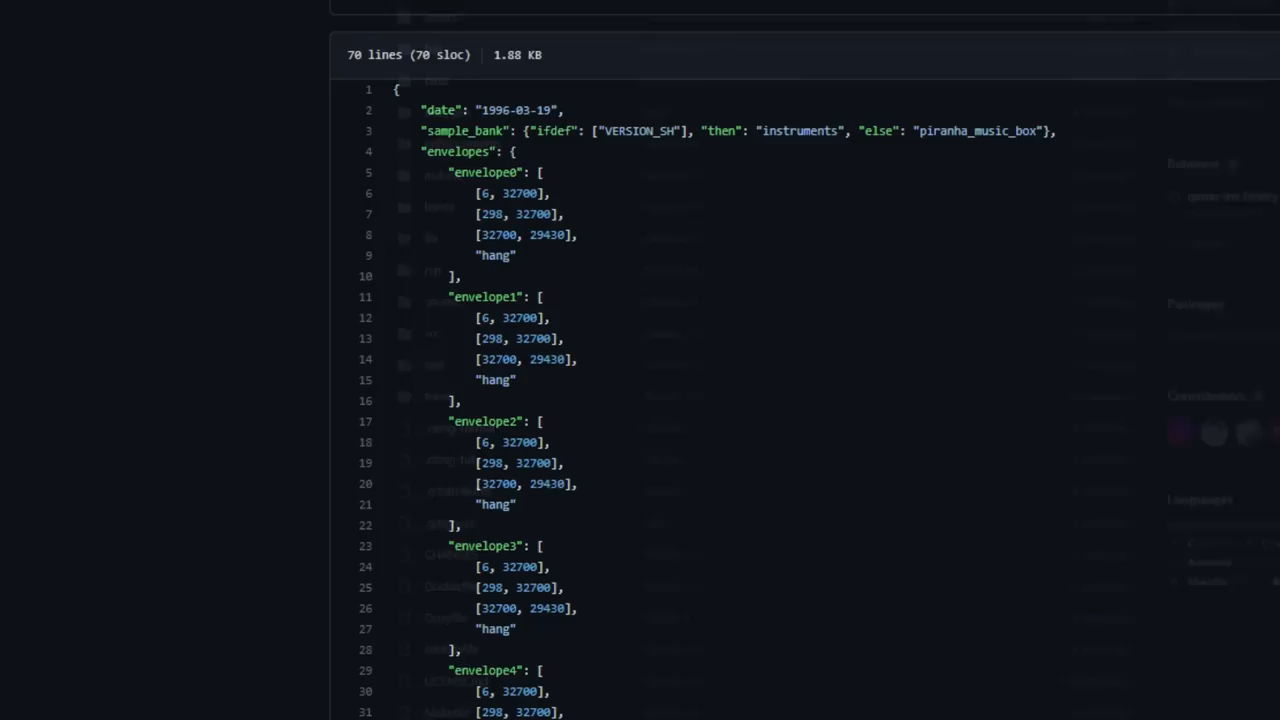 70 lines (70 sloc) 1.88 KB
1 {
2 "date": "1996-03-19",
3 "sample_bank": {"ifdef": ["VERSION_SH"], "then": "instruments", "else": "piranha_music_box"},
4 "envelopes": {
5 "envelope0": [
6 [6, 32700],
7 [298, 32700],
8 [32700, 29430],
9 "hang"
10 ],
11 "envelope1": [
12 [6, 32700],
13 [298, 32700],
14 [32700, 29430],
15 "hang"
16 ],
17 "envelope2": [
18 [6, 32700],
19 [298, 32700],
20 [32700, 29430],
21 "hang"
22 ],
23 "envelope3": [
24 [6, 32700],
25 [298, 32700],
26 [32700, 29430],
27 "hang"
28 ],
29 "envelope4": [
30 [6, 32700],
31 [298, 32700],